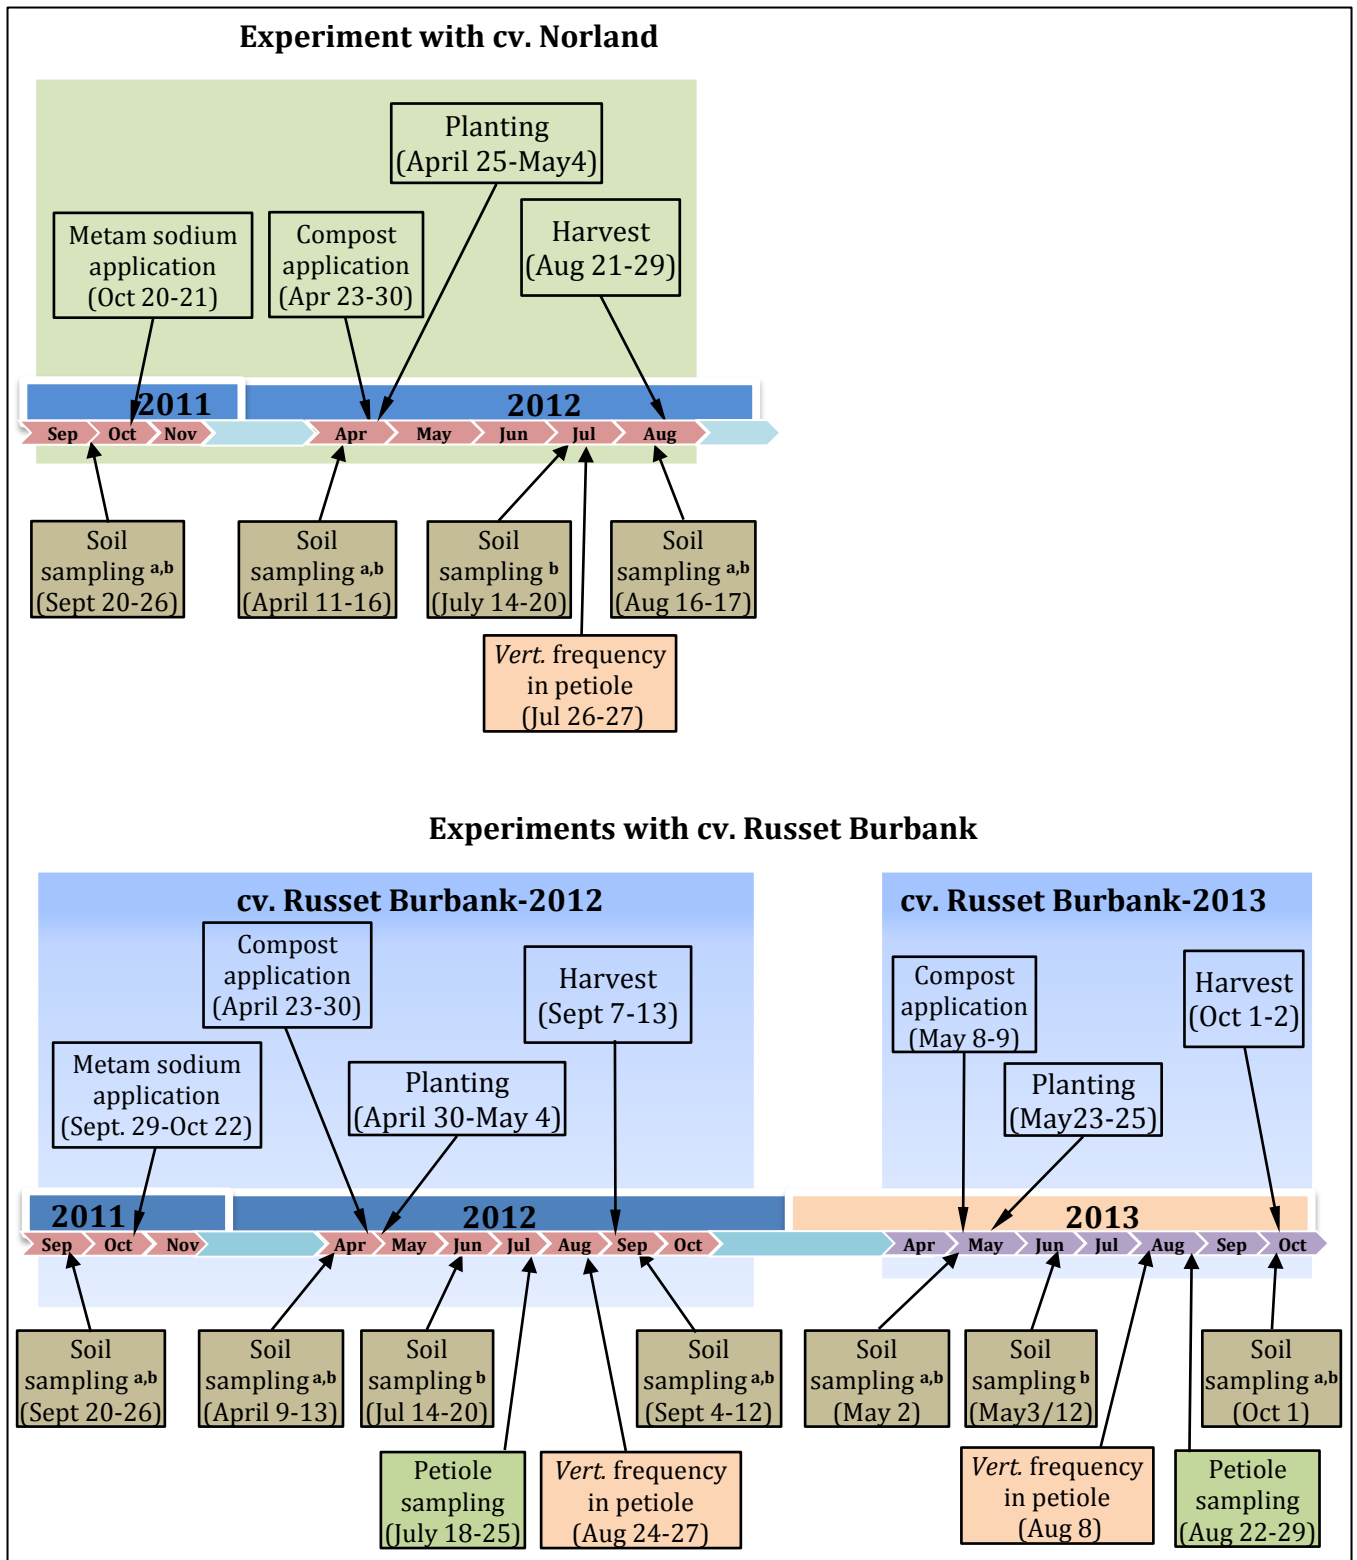 Experiment with cv. Norland
Planting
(April 25-May4)
Metam sodium
application
(Oct 20-21)
Compost
application
(Apr 23-30)
Harvest
(Aug 21-29)
2011
2012
Sep
Oct
Nov
Apr
May
Jun
Jul
Aug
Soil
sampling a,b
(Sept 20-26)
Soil
sampling a,b
(April 11-16)
Soil
sampling b
(July 14-20)
Soil
sampling a,b
(Aug 16-17)
Vert. frequency
in petiole
(Jul 26-27)
Experiments with cv. Russet Burbank
cv. Russet Burbank-2012
Compost
application
(April 23-30)
Harvest
(Sept 7-13)
Metam sodium
application
(Sept. 29-Oct 22)
Planting
(April 30-May 4)
cv. Russet Burbank-2013
Compost
application
(May 8-9)
Harvest
(Oct 1-2)
Planting
(May23-25)
2011
2012
2013
Sep
Oct
Nov
Apr
May
Jun
Jul
Aug
Sep
Oct
Apr
May
Jun
Jul
Aug
Sep
Oct
Soil
sampling a,b
(Sept 20-26)
Soil
sampling a,b
(April 9-13)
Soil
sampling b
(Jul 14-20)
Soil
sampling a,b
(Sept 4-12)
Soil
sampling a,b
(May 2)
Soil
sampling b
(May3/12)
Soil
sampling a,b
(Oct 1)
Petiole
sampling
(July 18-25)
Vert. frequency
in petiole
(Aug 24-27)
Vert. frequency
in petiole
(Aug 8)
Petiole
sampling
(Aug 22-29)